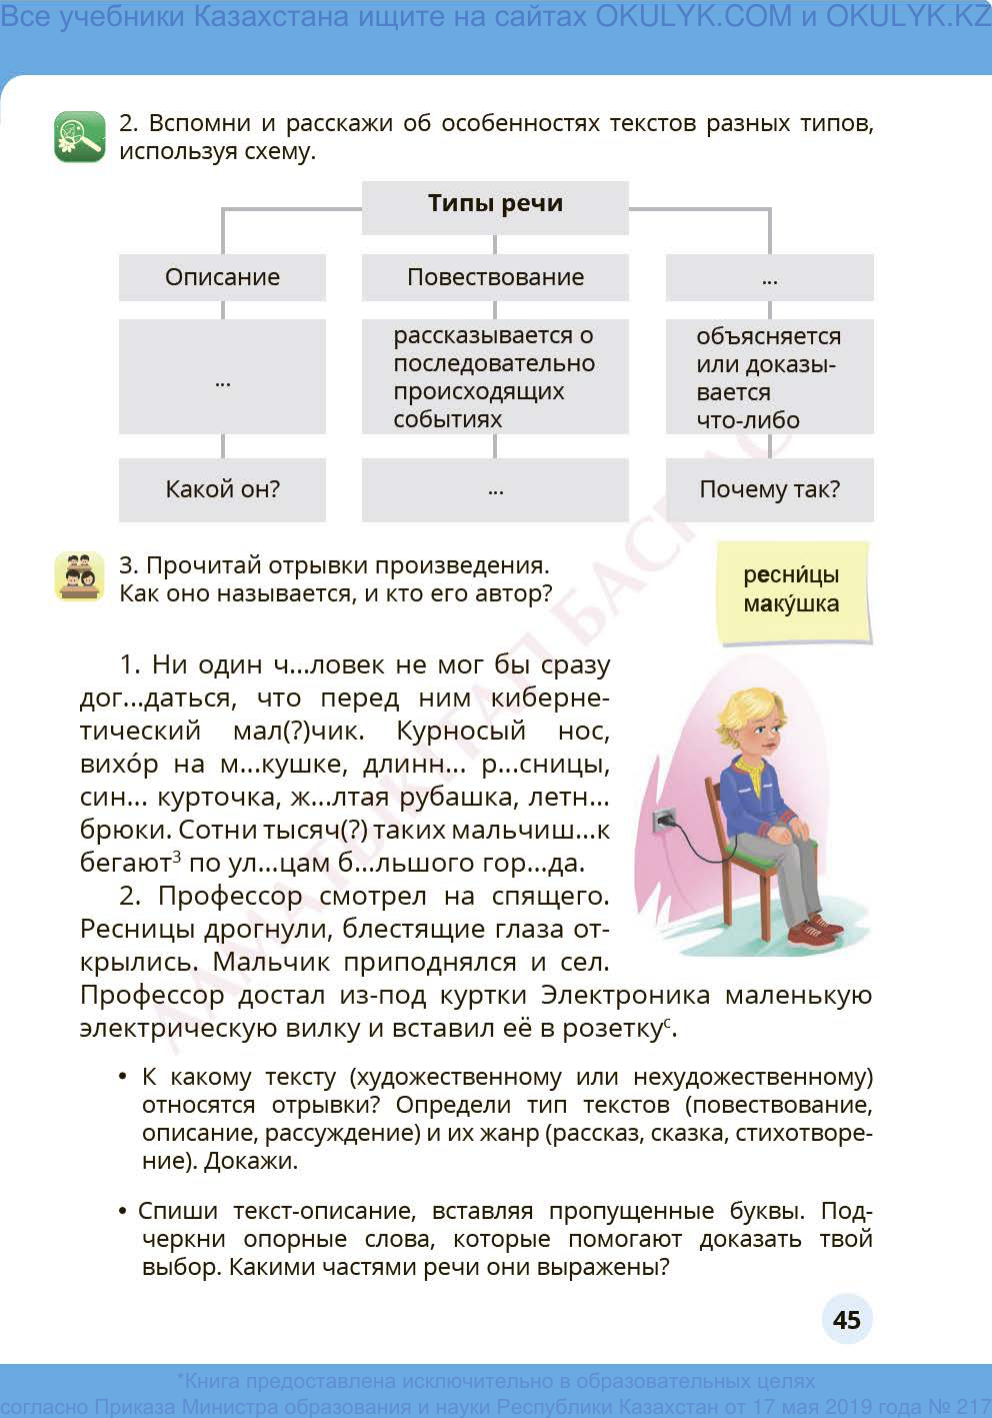 Все учебники Казахстана ищите на сайтах OKULYK.COM и OKULYK.KZ
2. Вспомни и расскажи об особенностях текстов разных типов,
используя схему.
Типы речи
Описание
Повествование
...
...
рассказывается о
последовательно
происходящих
событиях
объясняется
или доказы-
вается
что-либо
Какой он?
...
Почему так?
3. Прочитай отрывки произведения.
Как оно называется, и кто его автор?
ресни́цы
маку́шка
1. Ни один ч...ловек не мог бы сразу
дог...даться, что перед ним киберне-
тический мал(?)чик. Курносый нос,
вихо́р на м...кушке, длинн... р...сницы,
син... курточка, ж...лтая рубашка, летн...
брюки. Сотни тысяч(?) таких мальчиш...к
бегают³ по ул...цам б...льшого гор...да.
2. Профессор смотрел на спящего.
Ресницы дрогнули, блестящие глаза от-
крылись. Мальчик приподнялся и сел.
Профессор достал из-под куртки Электроника маленькую
электрическую вилку и вставил её в розеткуᶜ.
• К какому тексту (художественному или нехудожественному)
относятся отрывки? Определи тип текстов (повествование,
описание, рассуждение) и их жанр (рассказ, сказка, стихотворе-
ние). Докажи.
• Спиши текст-описание, вставляя пропущенные буквы. Под-
черкни опорные слова, которые помогают доказать твой
выбор. Какими частями речи они выражены?
45
АЛМАТЫКІТАП БАСПАСЫ
*Книга предоставлена исключительно в образовательных целях
согласно Приказа Министра образования и науки Республики Казахстан от 17 мая 2019 года № 217